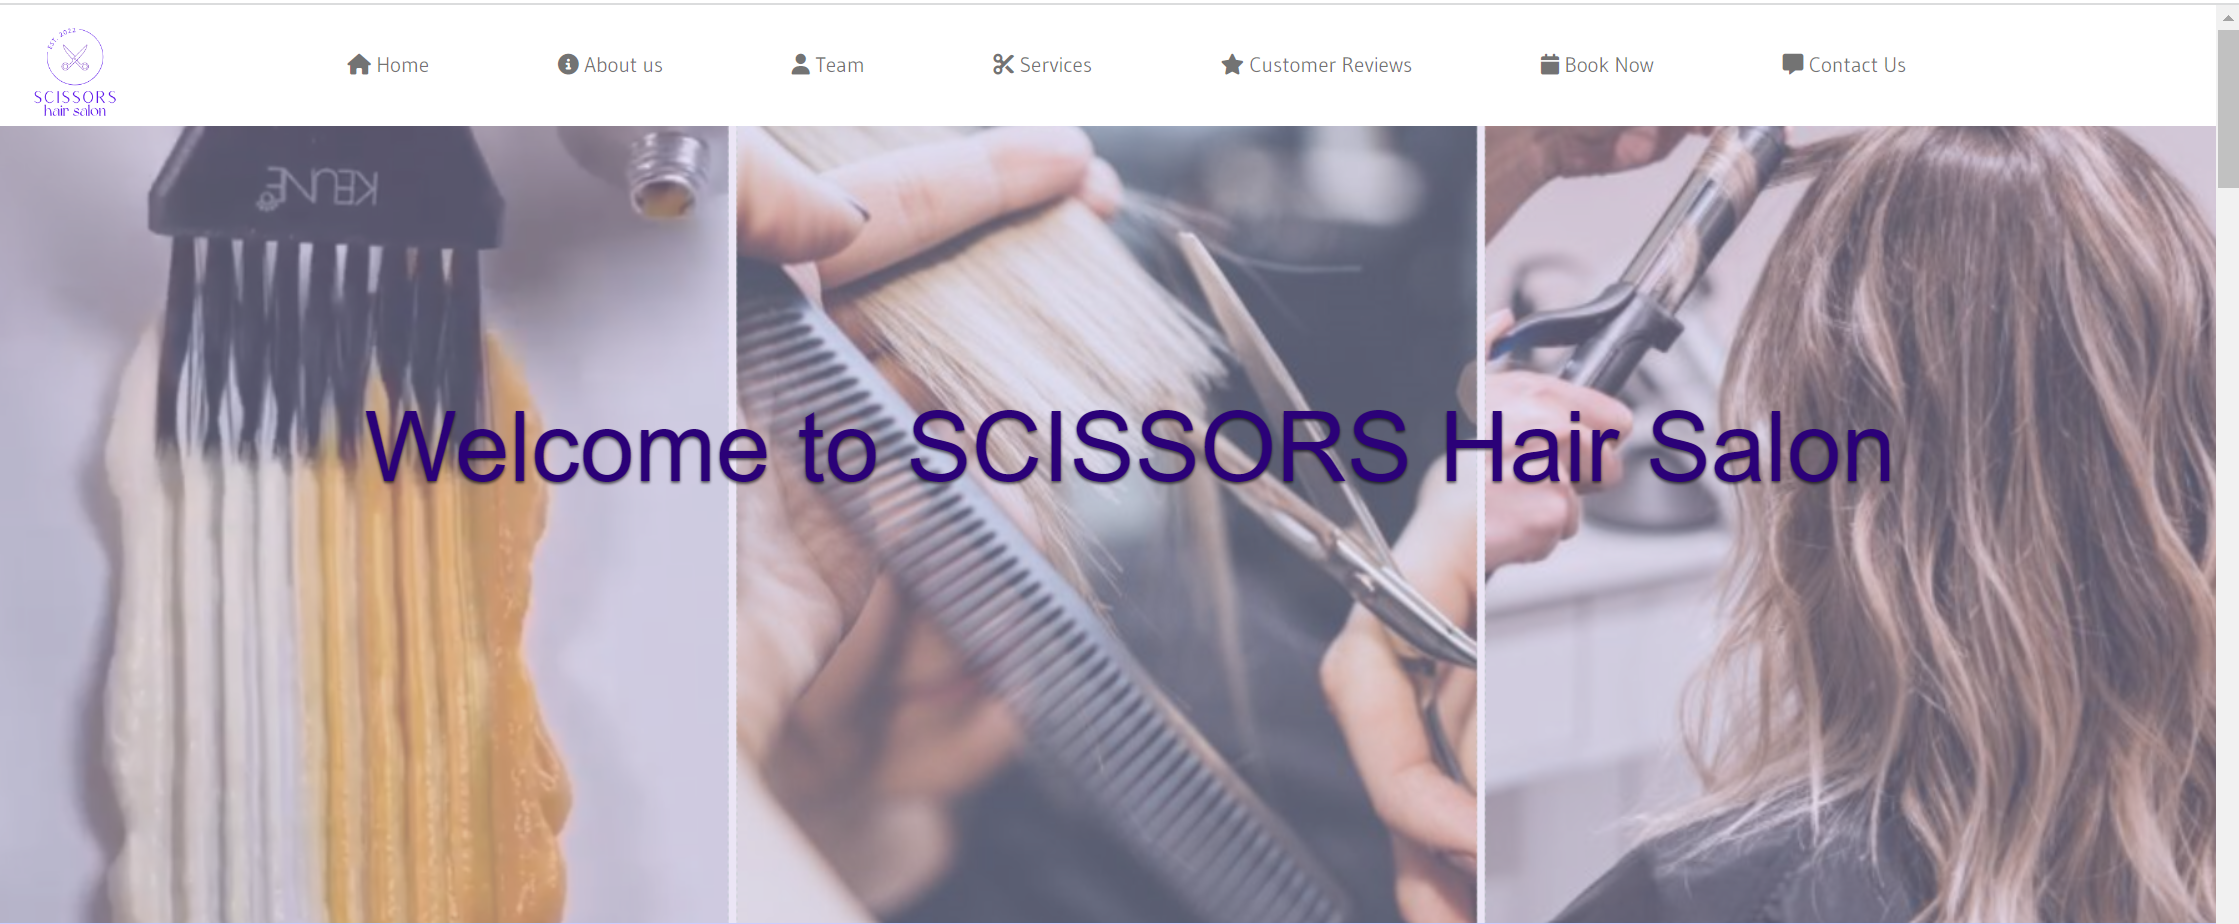 EST. 2022
SCISSORS
hair salon
Home
About us
Team
Services
Customer Reviews
Book Now
Contact Us
KEUNE
Welcome to SCISSORS Hair Salon